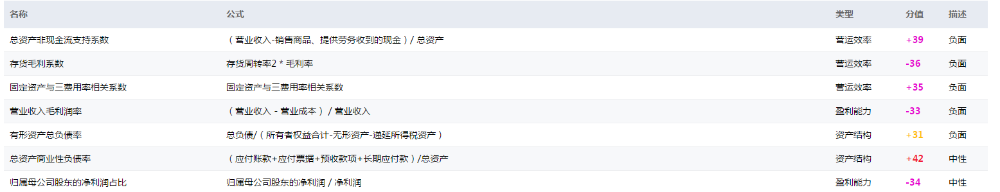 名称 公式 类型 分值 描述
总资产非现金流支持系数 （营业收入-销售商品、提供劳务收到的现金）/ 总资产 营运效率 +39 负面
存货毛利系数 存货周转率2 * 毛利率 营运效率 -36 负面
固定资产与三费用率相关系数 固定资产与三费用率相关系数 营运效率 +35 负面
营业收入毛利润率 （营业收入 - 营业成本） / 营业收入 盈利能力 -33 负面
有形资产总负债率 总负债/（所有者权益合计-无形资产-递延所得税资产） 资产结构 +31 负面
总资产商业性负债率 （应付账款+应付票据+预收款项+长期应付款）/总资产 资产结构 +42 中性
归属母公司股东的净利润占比 归属母公司股东的净利润 / 净利润 盈利能力 -34 中性